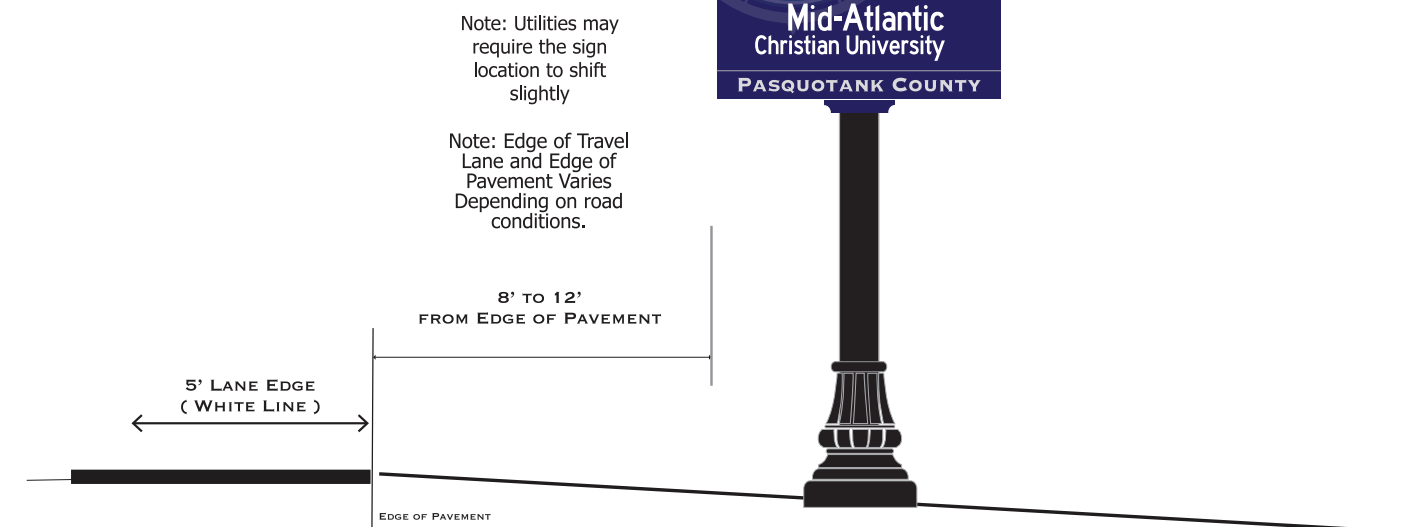 Note: Utilities may
require the sign
location to shift
slightly
Note: Edge of Travel
Lane and Edge of
Pavement Varies
Depending on road
conditions.
Mid-Atlantic
Christian University
PASQUOTANK COUNTY
8' TO 12'
FROM EDGE OF PAVEMENT
5' LANE EDGE
( WHITE LINE )
EDGE OF PAVEMENT